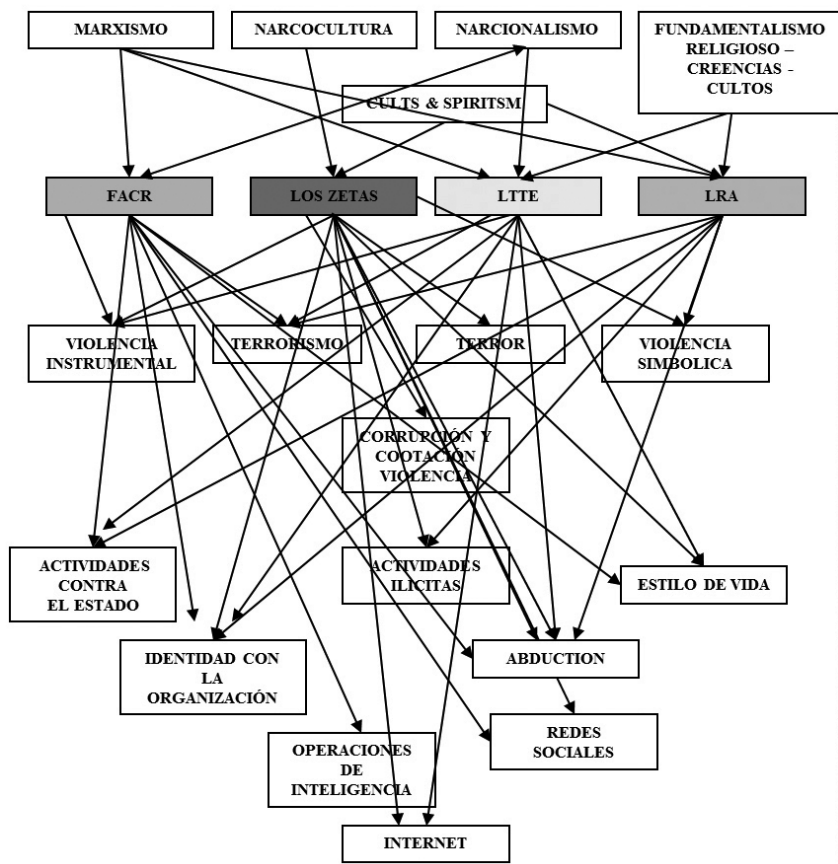 MARXISMO
NARCOCULTURA
NARCIONALISMO
FUNDAMENTALISMO
RELIGIOSO –
CREENCIAS -
CULTOS
CULTS & SPIRITSM
FACR
LOS ZETAS
LTTE
LRA
VIOLENCIA
INSTRUMENTAL
TERRORISMO
TERROR
VIOLENCIA
SIMBOLICA
CORRUPCIÓN Y
COOTACIÓN
VIOLENCIA
ACTIVIDADES
CONTRA
EL ESTADO
ACTIVIDADES
ILICITAS
ESTILO DE VIDA
IDENTIDAD CON
LA
ORGANIZACIÓN
ABDUCTION
REDES
SOCIALES
OPERACIONES
DE
INTELIGENCIA
INTERNET